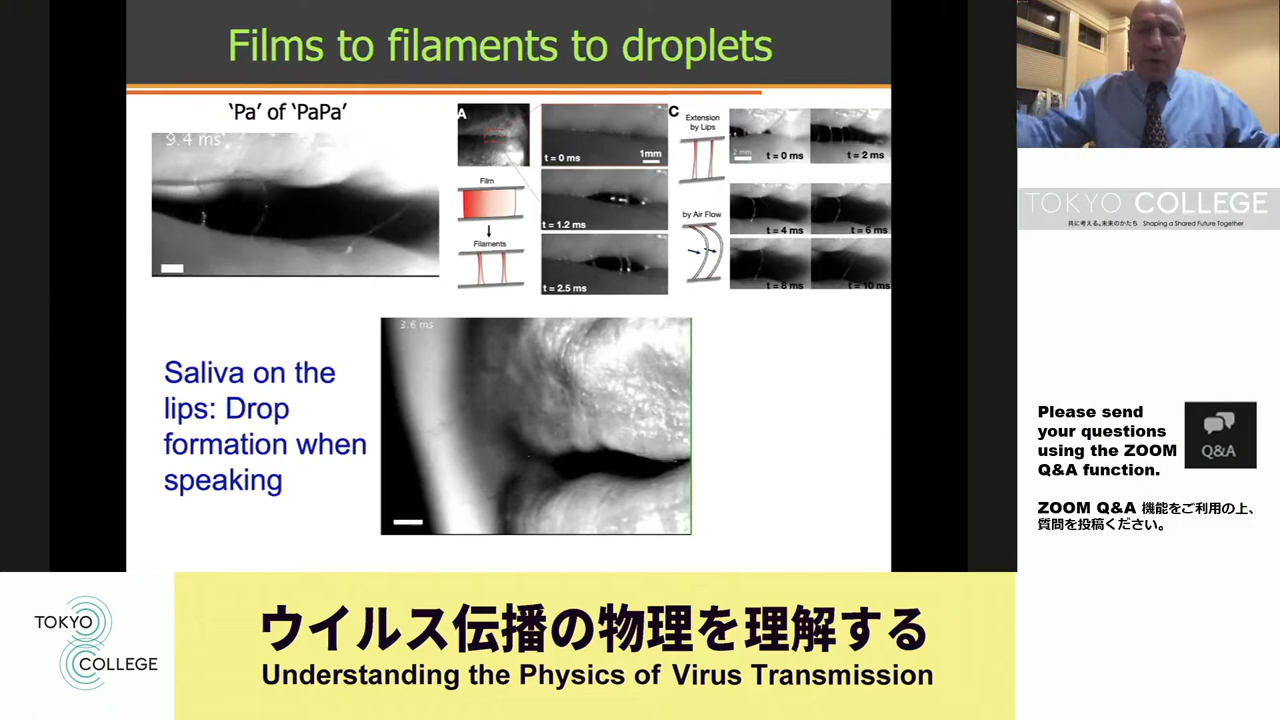 Films to filaments to droplets
‘Pa’ of ‘PaPa’
9.4 ms
A
t = 0 ms
1mm
Film
t = 1.2 ms
Filaments
t = 2.5 ms
C
Extension
by Lips
2 mm
t = 0 ms
t = 2 ms
by Air Flow
t = 4 ms
t = 6 ms
t = 8 ms
t = 10 ms
3.6 ms
Saliva on the
lips: Drop
formation when
speaking
TOKYO COLLEGE
共に考える。未来のかたち Shaping a Shared Future Together
Please send
your questions
using the ZOOM
Q&A function.
Q&A
ZOOM Q&A 機能をご利用の上、
質問を投稿ください。
TOKYO
COLLEGE
ウイルス伝播の物理を理解する
Understanding the Physics of Virus Transmission